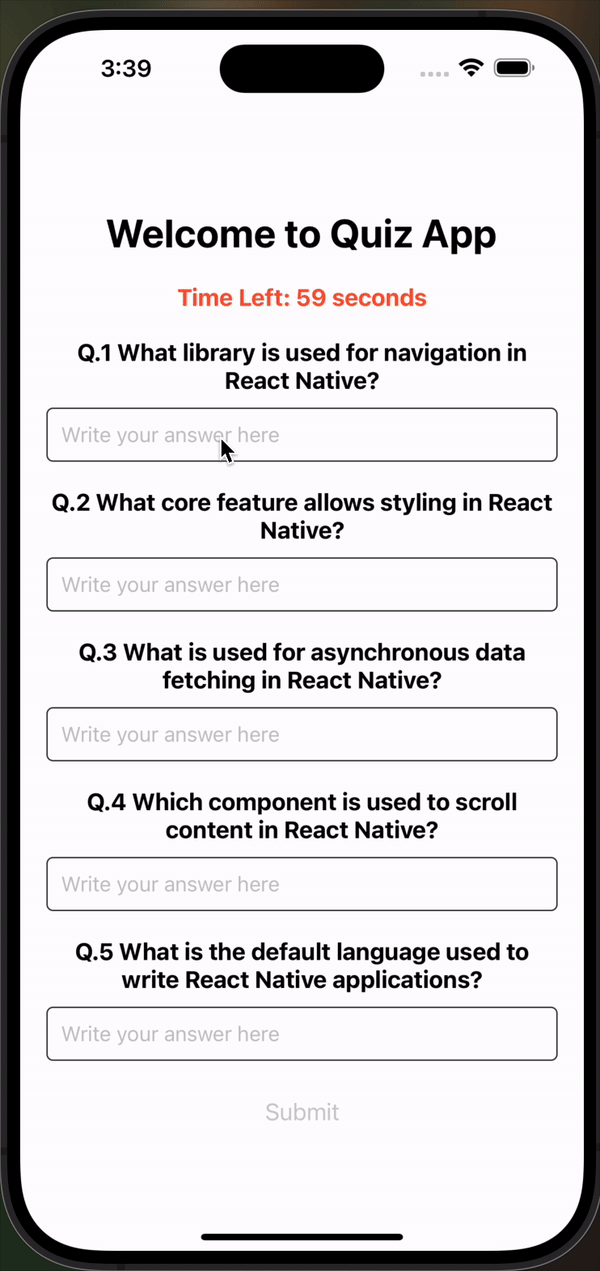 3:39
Welcome to Quiz App
Time Left: 59 seconds
Q.1 What library is used for navigation in
React Native?
Write your answer here
Q.2 What core feature allows styling in React
Native?
Write your answer here
Q.3 What is used for asynchronous data
fetching in React Native?
Write your answer here
Q.4 Which component is used to scroll
content in React Native?
Write your answer here
Q.5 What is the default language used to
write React Native applications?
Write your answer here
Submit